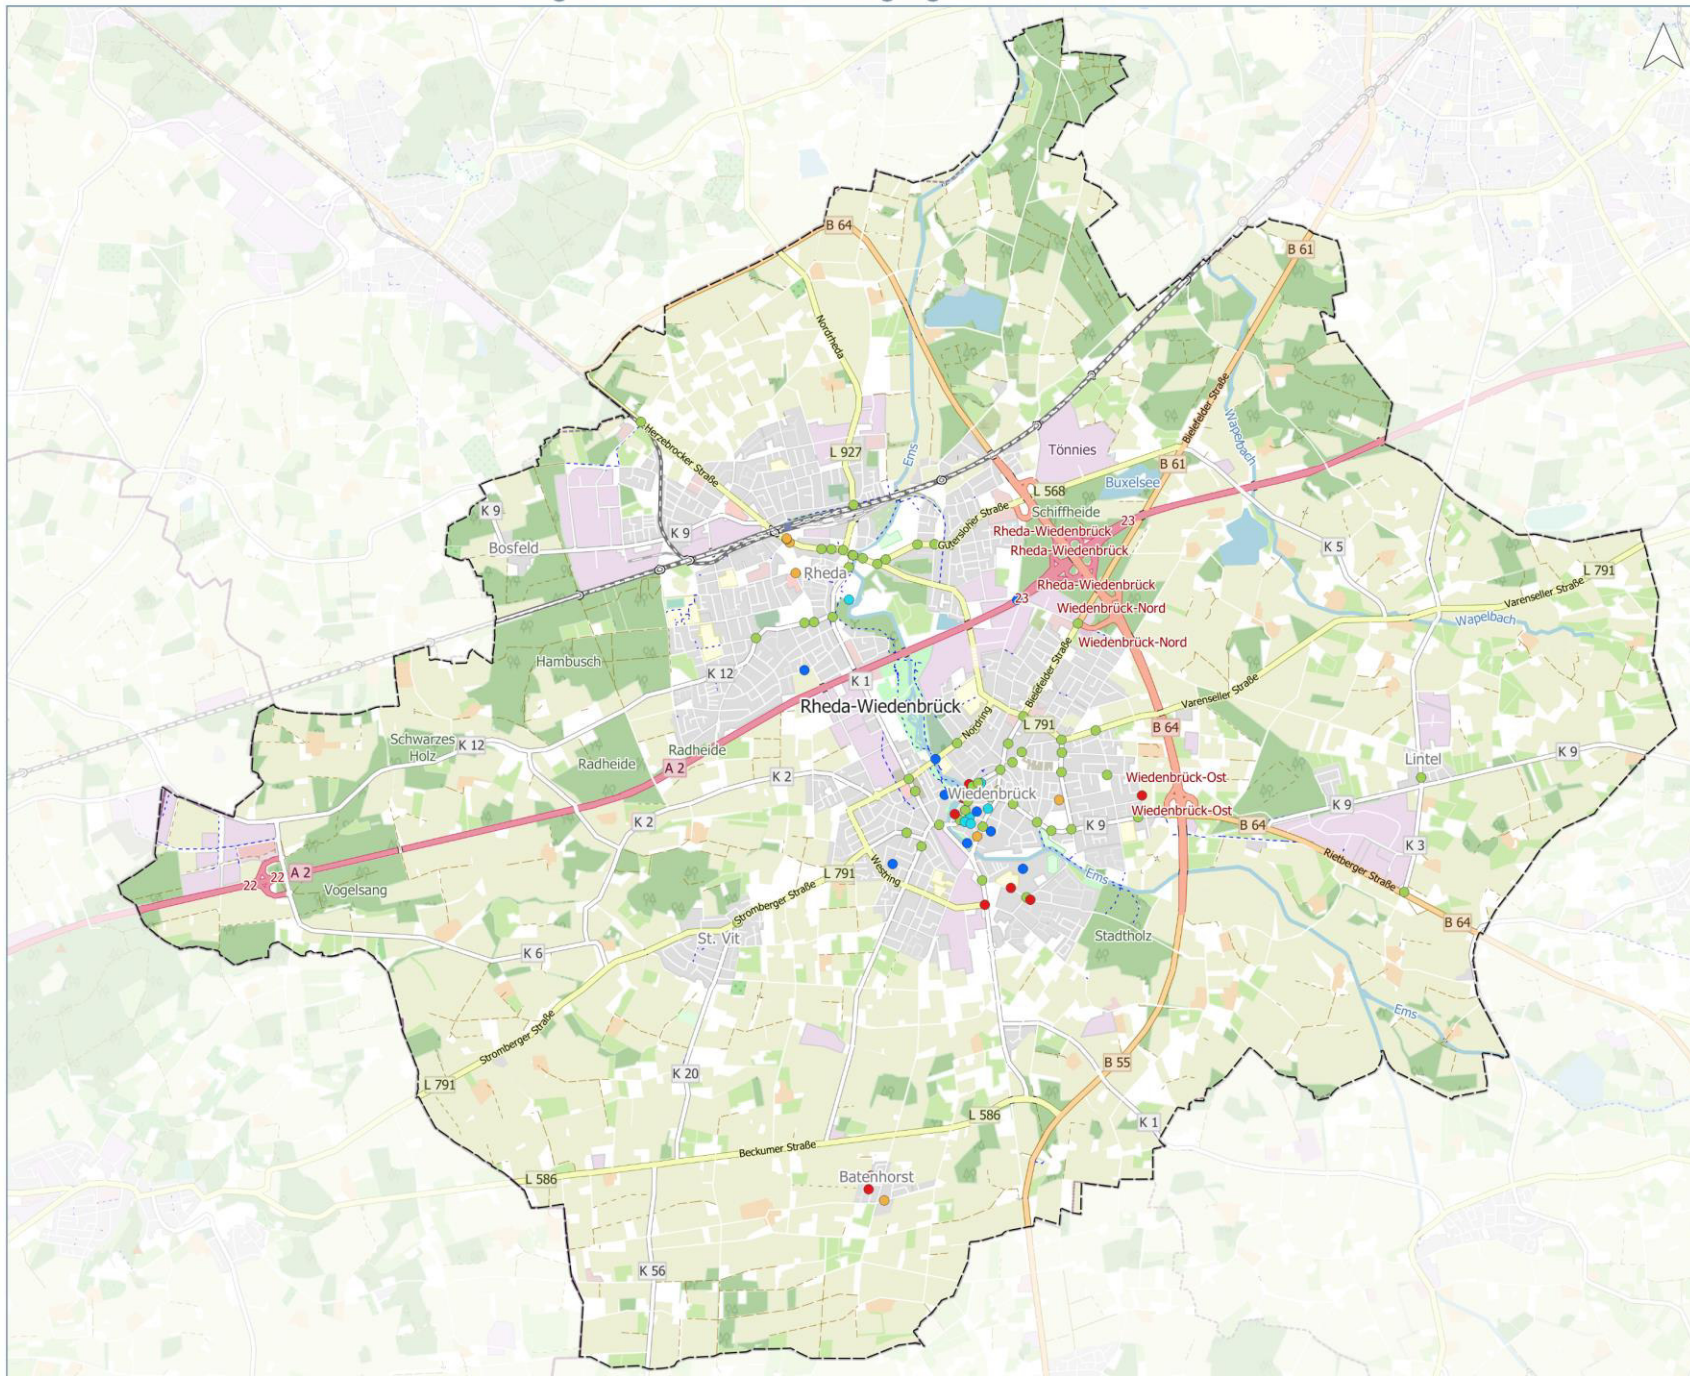 B 64
B 61
Nordrheda
Ems
Bielefelder Straße
Wapelbach
Herzebrocker Straße
L 927
Tönnies
B 61
Buxelsee
L 568
Schiffheide
K 9
K 9
Bosfeld
Gütersloher Straße
23
Rheda-Wiedenbrück
Rheda-Wiedenbrück
K 5
L 791
Rheda
Rheda-Wiedenbrück
23
Wiedenbrück-Nord
Varenseller Straße
Wapelbach
Wiedenbrück-Nord
Bielefelder Straße
Hambusch
K 12
K 1
Varenseller Straße
Rheda-Wiedenbrück
Nordring
L 791
B 64
Schwarzes
Holz
K 12
Radheide
Radheide
A 2
K 2
Lintel
K 9
Wiedenbrück-Ost
Wiedenbrück
Wiedenbrück-Ost
K 9
K 2
K 9
B 64
K 3
Rietberger Straße
22
22
A 2
Vogelsang
L 791
Westring
Ems
Stromberger Straße
B 64
St. Vit
Stadtholz
K 6
Ems
Stromberger Straße
B 55
K 20
L 791
L 586
K 1
Beckumer Straße
L 586
Batenhorst
K 56